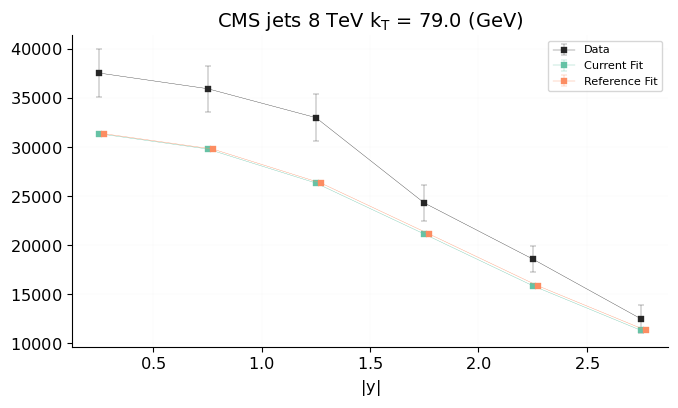 CMS jets 8 TeV k_T = 79.0 (GeV)
40000
35000
30000
25000
20000
15000
10000
Data
Current Fit
Reference Fit
0.5 1.0 1.5 2.0 2.5
|y|